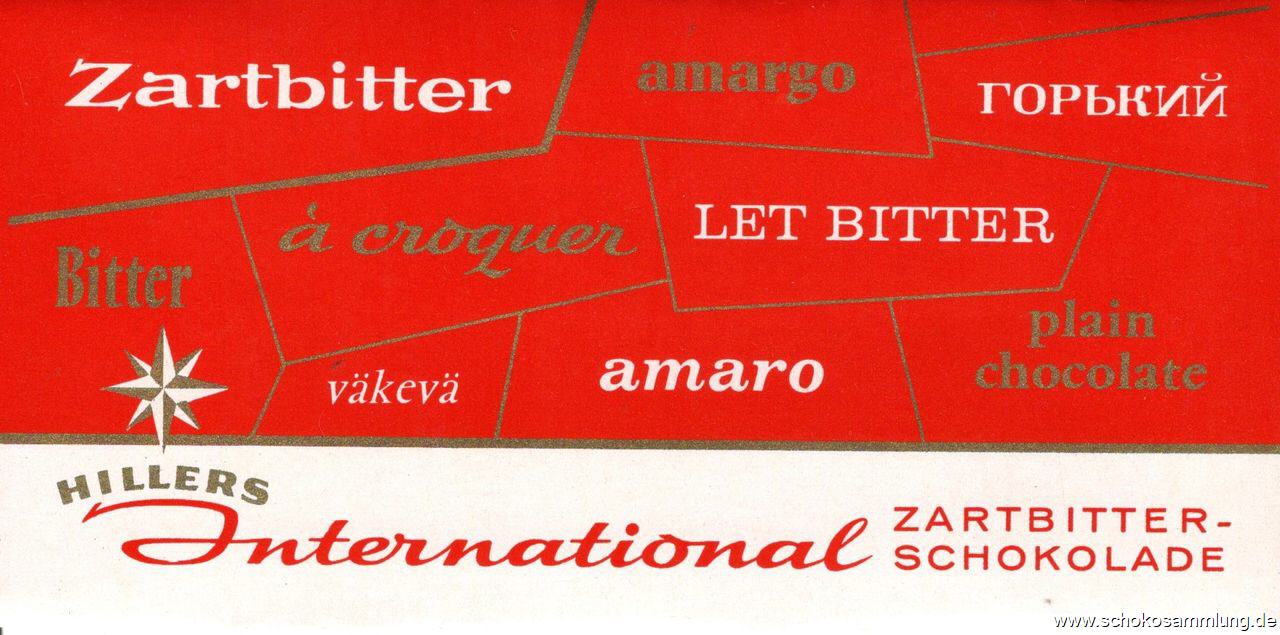 Zartbitter
amargo
горький
Bitter
à croquer
LET BITTER
väkevä
amaro
plain
chocolate
HILLERS
International
ZARTBITTER-
SCHOKOLADE
www.schokosammlung.de